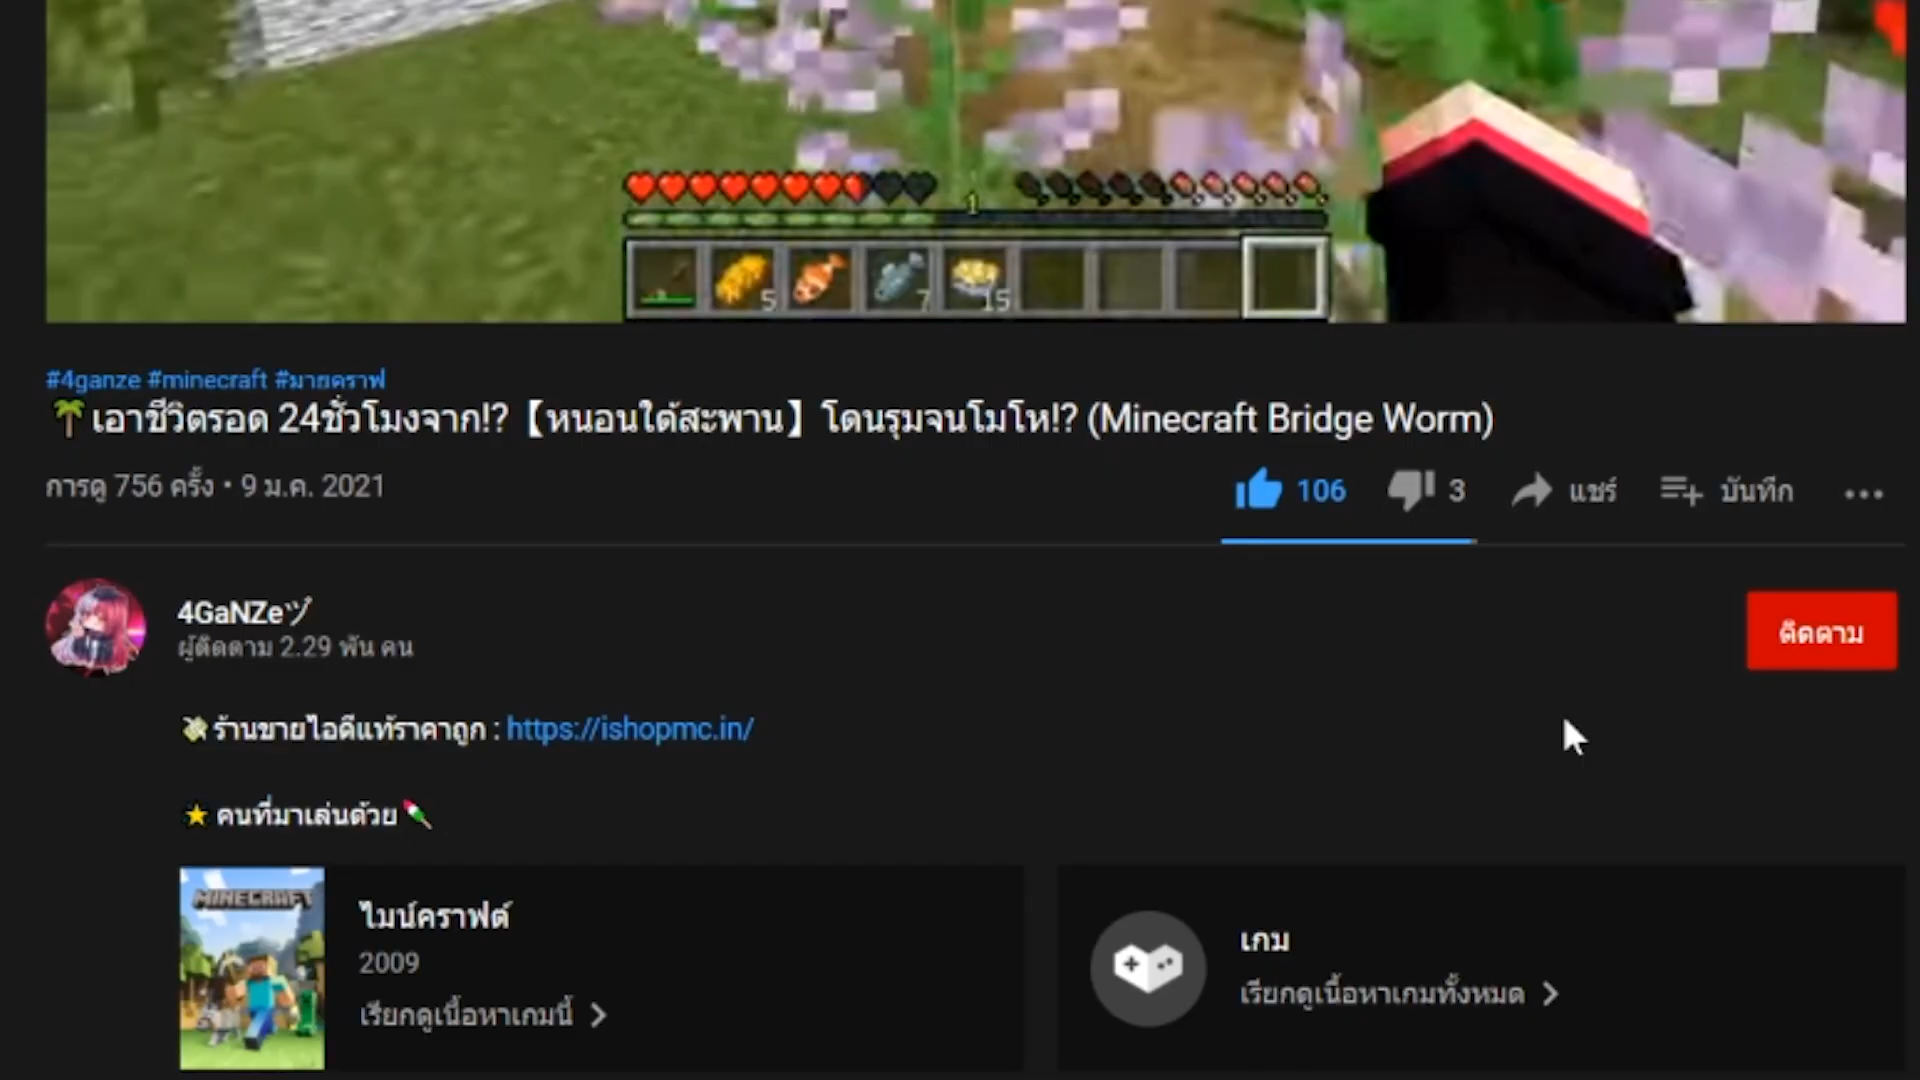 1
5
7
15
#4ganze #minecraft #มายคราฟ
🌴เอาชีวิตรอด 24ชั่วโมงจาก!?【หนอนใต้สะพาน】โดนรุมจนโมโห!? (Minecraft Bridge Worm)
การดู 756 ครั้ง • 9 ม.ค. 2021
106
3
แชร์
บันทึก
4GaNZeヅ
ผู้ติดตาม 2.29 พัน คน
ติดตาม
💸ร้านขายไอดีแท้ราคาถูก : https://ishopmc.in/
⭐ คนที่มาเล่นด้วย
MINECRAFT
ไมน์คราฟต์
2009
เรียกดูเนื้อหาเกมนี้
เกม
เรียกดูเนื้อหาเกมทั้งหมด